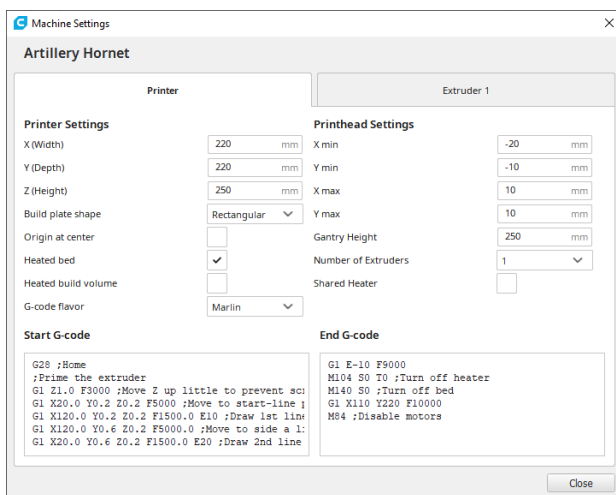 Machine Settings
Artillery Hornet
Printer
Extruder 1
Printer Settings
X (Width) 220 mm
Y (Depth) 220 mm
Z (Height) 250 mm
Build plate shape Rectangular
Origin at center
Heated bed
Heated build volume
G-code flavor Marlin
Printhead Settings
X min -20 mm
Y min -10 mm
X max 10 mm
Y max 10 mm
Gantry Height 250 mm
Number of Extruders 1
Shared Heater
Start G-code
G28 ;Home
;Prime the extruder
G1 Z1.0 F3000 ;Move Z up little to prevent
G1 X20.0 Y0.2 Z0.2 F5000 ;Move to start-line
G1 X120.0 Y0.2 Z0.2 F1500.0 E10 ;Draw 1st line
G1 X120.0 Y0.6 Z0.2 F5000.0 ;Move to side a
G1 X20.0 Y0.6 Z0.2 F1500.0 E20 ;Draw 2nd line
End G-code
G1 E-10 F9000
M104 S0 T0 ;Turn off heater
M140 S0 ;Turn off bed
G1 X110 Y220 F10000
M84 ;Disable motors
Close